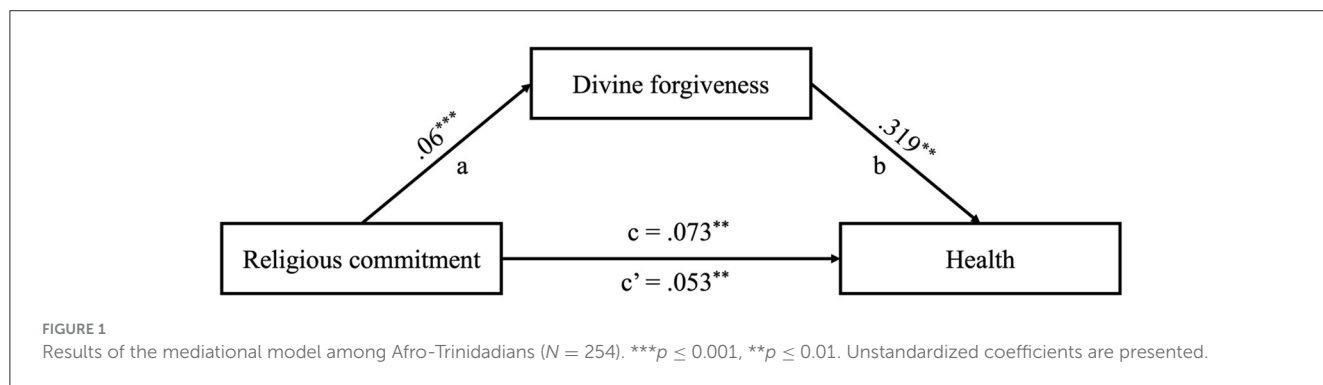 Divine forgiveness
.06***
a
.319**
b
Religious commitment
c = .073**
c’ = .053**
Health
FIGURE 1
Results of the mediational model among Afro-Trinidadians (N = 254). ***p ≤ 0.001, **p ≤ 0.01. Unstandardized coefficients are presented.